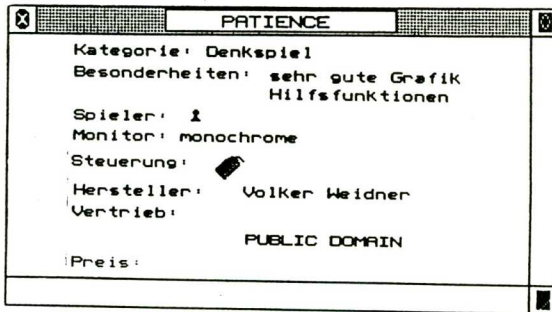 PATIENCE
Kategorie: Denkspiel
Besonderheiten: sehr gute Grafik
Hilfsfunktionen
Spieler:
Monitor: monochrome
Steuerung:
Hersteller: Volker Weidner
Vertrieb:
PUBLIC DOMAIN
Preis: